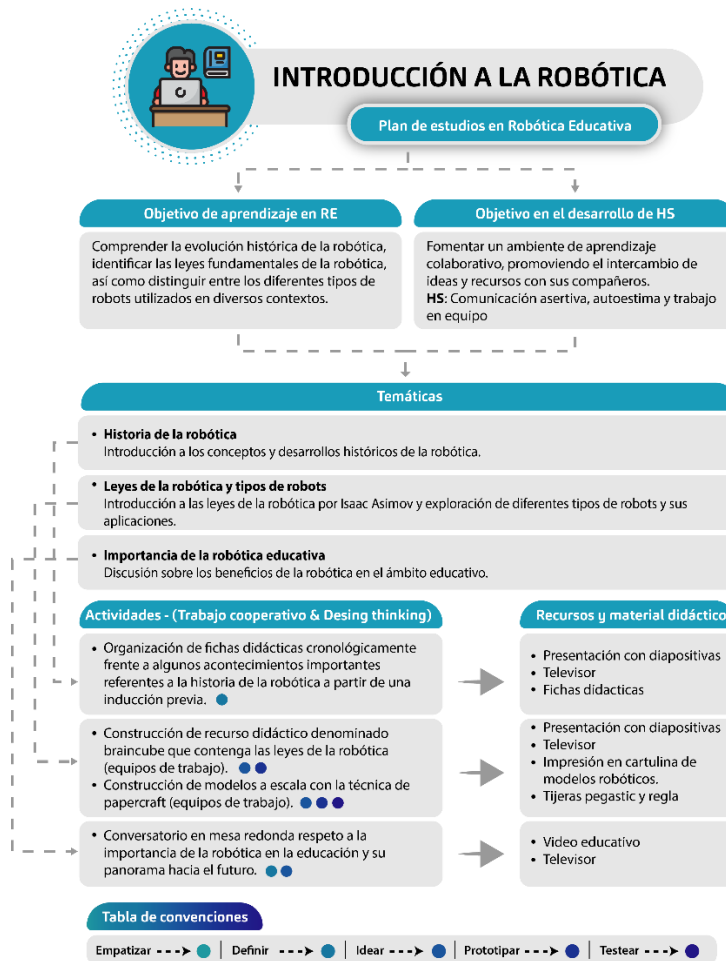 INTRODUCCIÓN A LA ROBÓTICA
Plan de estudios en Robótica Educativa
Objetivo de aprendizaje en RE
Comprender la evolución histórica de la robótica,
identificar las leyes fundamentales de la robótica,
así como distinguir entre los diferentes tipos de
robots utilizados en diversos contextos.
Objetivo en el desarrollo de HS
Fomentar un ambiente de aprendizaje
colaborativo, promoviendo el intercambio de
ideas y recursos con sus compañeros.
HS: Comunicación asertiva, autoestima y trabajo
en equipo
Temáticas
• Historia de la robótica
Introducción a los conceptos y desarrollos históricos de la robótica.
• Leyes de la robótica y tipos de robots
Introducción a las leyes de la robótica por Isaac Asimov y exploración de diferentes tipos de robots y sus
aplicaciones.
• Importancia de la robótica educativa
Discusión sobre los beneficios de la robótica en el ámbito educativo.
Actividades - (Trabajo cooperativo & Desing thinking)
• Organización de fichas didácticas cronológicamente
frente a algunos acontecimientos importantes
referentes a la historia de la robótica a partir de una
inducción previa.
• Construcción de recurso didáctico denominado
braincube que contenga las leyes de la robótica
(equipos de trabajo).
• Construcción de modelos a escala con la técnica de
papercraft (equipos de trabajo).
• Conversatorio en mesa redonda respeto a la
importancia de la robótica en la educación y su
panorama hacia el futuro.
Recursos y material didáctico
• Presentación con diapositivas
• Televisor
• Fichas dídacticas
• Presentación con diapositivas
• Televisor
• Impresión en cartulina de
modelos robóticos.
• Tijeras pegastic y regla
• Video educativo
• Televisor
Tabla de convenciones
Empatizar | Definir | Idear | Prototipar | Testear